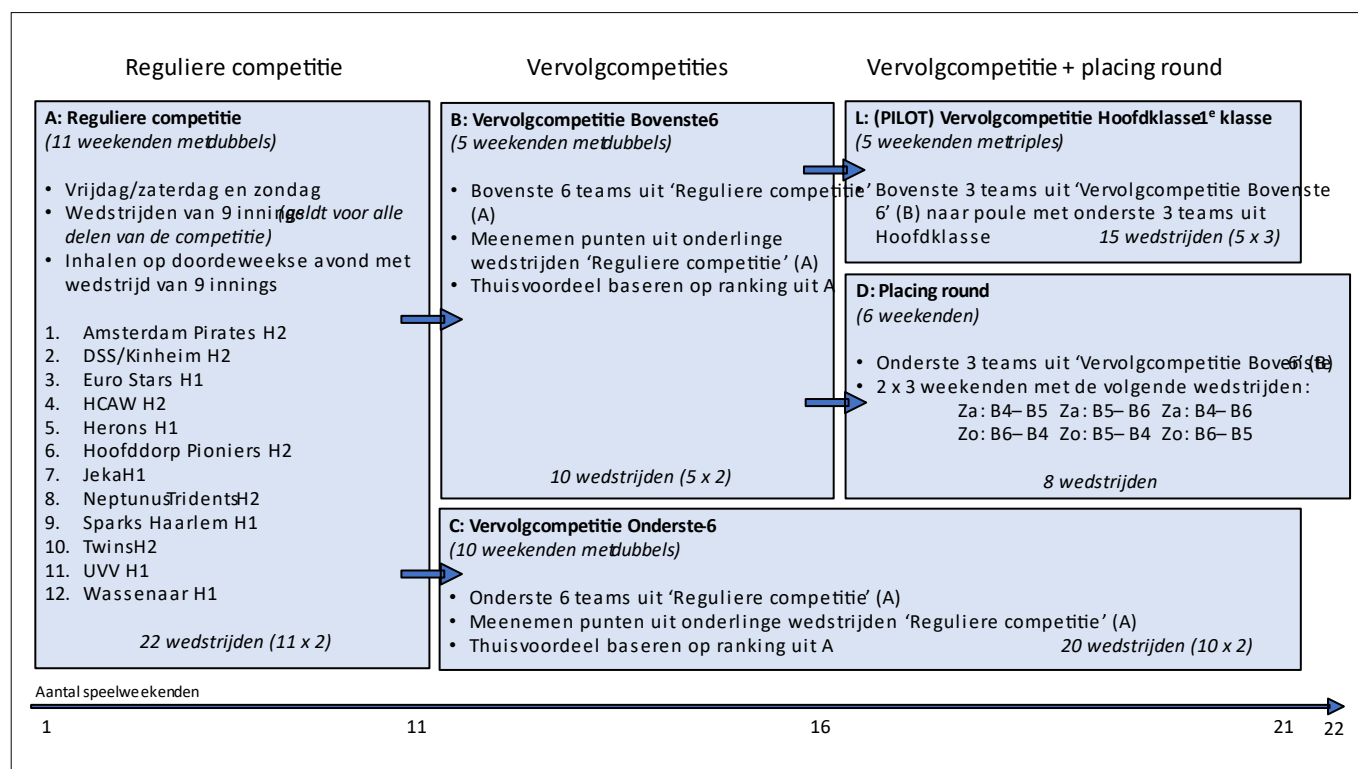 Reguliere competitie
Vervolgcompetities
Vervolgcompetitie + placing round
A: Reguliere competitie
(11 weekenden met dubbels)
• Vrijdag/zaterdag en zondag
• Wedstrijden van 9 innings (geldt voor alle
delen van de competitie)
• Inhalen op doordeweekse avond met
wedstrijd van 9 innings
1. Amsterdam Pirates H2
2. DSS/Kinheim H2
3. Euro Stars H1
4. HCAW H2
5. Herons H1
6. Hoofddorp Pioniers H2
7. Jeka H1
8. Neptunus Tridents H2
9. Sparks Haarlem H1
10. Twins H2
11. UVV H1
12. Wassenaar H1
22 wedstrijden (11 x 2)
B: Vervolgcompetitie Bovenste 6
(5 weekenden met dubbels)
• Bovenste 6 teams uit ‘Reguliere competitie’
(A)
• Meenemen punten uit onderlinge
wedstrijden ‘Reguliere competitie’ (A)
• Thuisvoordeel baseren op ranking uit A
10 wedstrijden (5 x 2)
L: (PILOT) Vervolgcompetitie Hoofdklasse-1e klasse
(5 weekenden met triples)
• Bovenste 3 teams uit ‘Vervolgcompetitie Bovenste
6’ (B) naar poule met onderste 3 teams uit
Hoofdklasse 15 wedstrijden (5 x 3)
D: Placing round
(6 weekenden)
• Onderste 3 teams uit ‘Vervolgcompetitie Bovenste 6’ (B)
• 2 x 3 weekenden met de volgende wedstrijden:
Za: B4–B5 Za: B5–B6 Za: B4–B6
Zo: B6–B4 Zo: B5–B4 Zo: B6–B5
8 wedstrijden
C: Vervolgcompetitie Onderste-6
(10 weekenden met dubbels)
• Onderste 6 teams uit ‘Reguliere competitie’ (A)
• Meenemen punten uit onderlinge wedstrijden ‘Reguliere competitie’ (A)
• Thuisvoordeel baseren op ranking uit A 20 wedstrijden (10 x 2)
Aantal speelweekenden
1 11 16 21 22